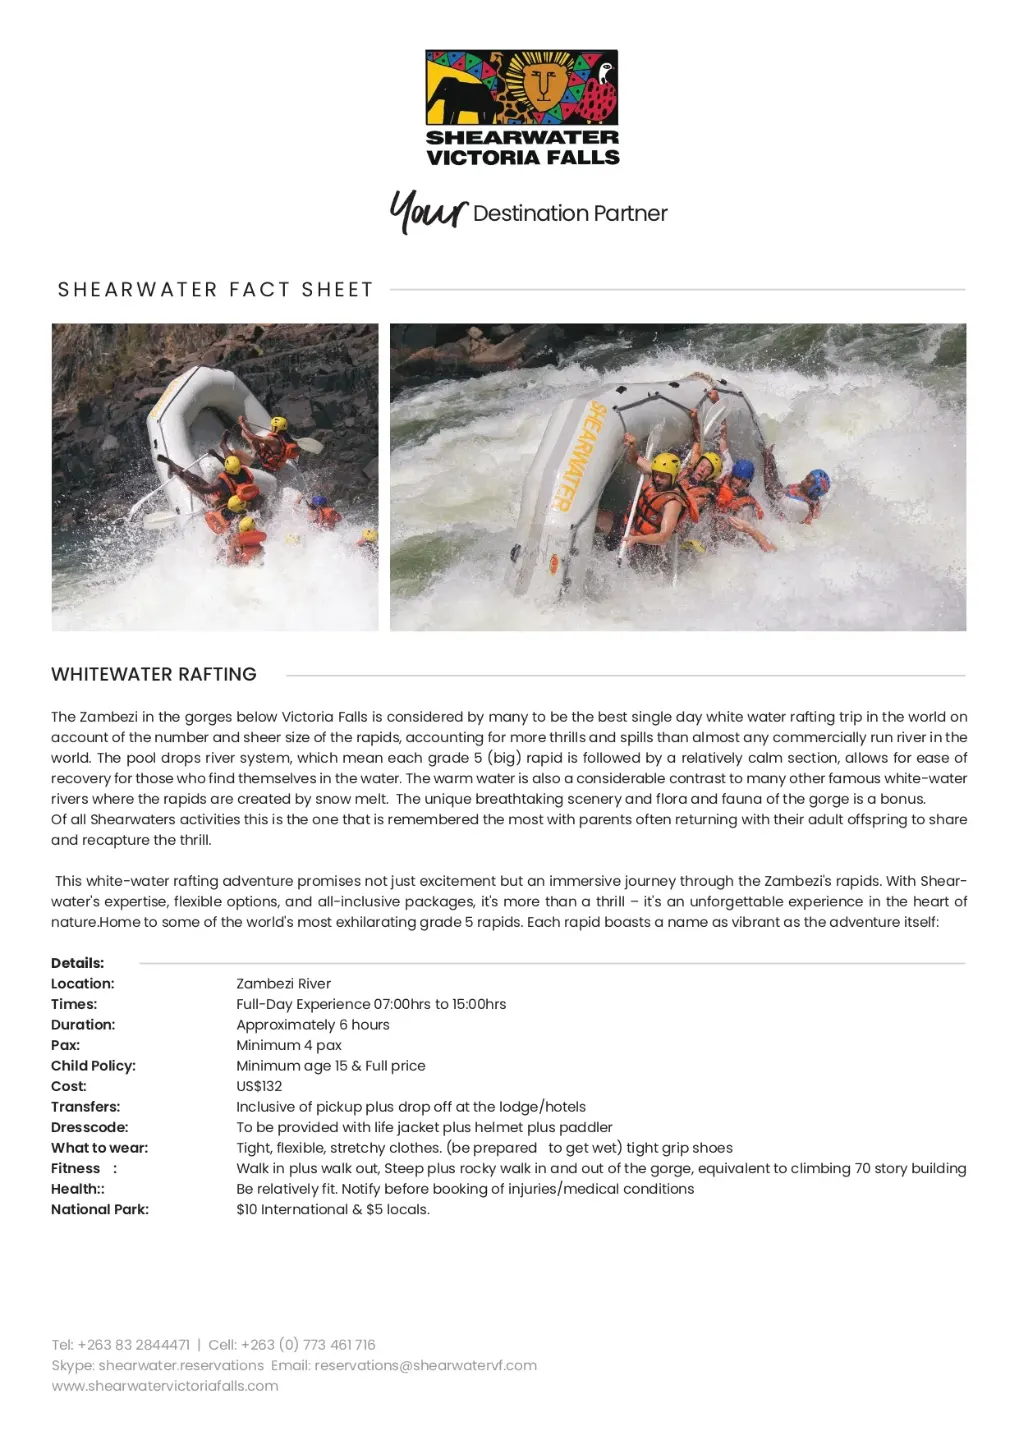 SHEARWATER
VICTORIA FALLS
Your Destination Partner
SHEARWATER FACT SHEET
SHEARWATER
WHITEWATER RAFTING
The Zambezi in the gorges below Victoria Falls is considered by many to be the best single day white water rafting trip in the world on
account of the number and sheer size of the rapids, accounting for more thrills and spills than almost any commercially run river in the
world. The pool drops river system, which mean each grade 5 (big) rapid is followed by a relatively calm section, allows for ease of
recovery for those who find themselves in the water. The warm water is also a considerable contrast to many other famous white-water
rivers where the rapids are created by snow melt.  The unique breathtaking scenery and flora and fauna of the gorge is a bonus.
Of all Shearwaters activities this is the one that is remembered the most with parents often returning with their adult offspring to share
and recapture the thrill.
This white-water rafting adventure promises not just excitement but an immersive journey through the Zambezi's rapids. With Shear-
water's expertise, flexible options, and all-inclusive packages, it's more than a thrill – it's an unforgettable experience in the heart of
nature.Home to some of the world's most exhilarating grade 5 rapids. Each rapid boasts a name as vibrant as the adventure itself:
Details:
Location: Zambezi River
Times: Full-Day Experience 07:00hrs to 15:00hrs
Duration: Approximately 6 hours
Pax: Minimum 4 pax
Child Policy: Minimum age 15 & Full price
Cost: US$132
Transfers: Inclusive of pickup plus drop off at the lodge/hotels
Dresscode: To be provided with life jacket plus helmet plus paddler
What to wear: Tight, flexible, stretchy clothes. (be prepared   to get wet) tight grip shoes
Fitness   : Walk in plus walk out, Steep plus rocky walk in and out of the gorge, equivalent to climbing 70 story building
Health:: Be relatively fit. Notify before booking of injuries/medical conditions
National Park: $10 International & $5 locals.
Tel: +263 83 2844471 | Cell: +263 (0) 773 461 716
Skype: shearwater.reservations  Email: reservations@shearwatervf.com
www.shearwatervictoriafalls.com